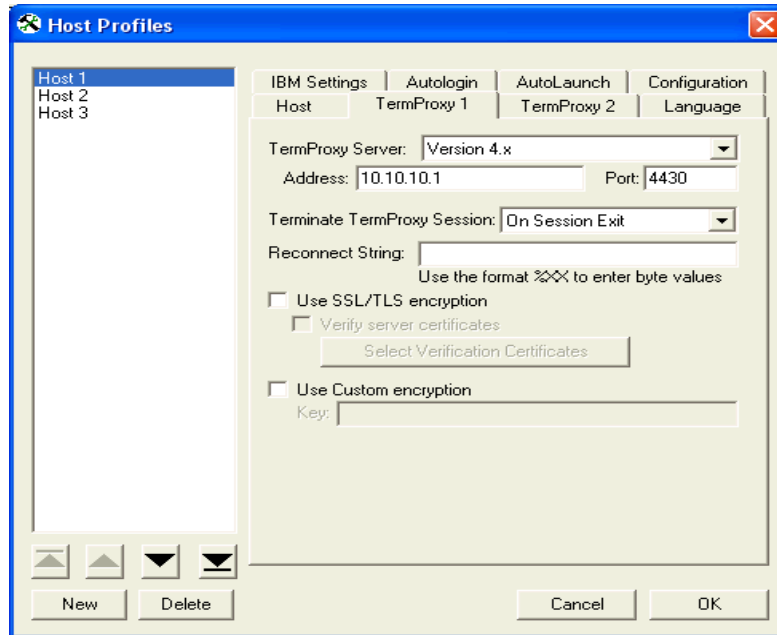 Host Profiles
Host 1
Host 2
Host 3
IBM Settings Autologin AutoLaunch Configuration
Host TermProxy 1 TermProxy 2 Language
TermProxy Server: Version 4.x
Address: 10.10.10.1 Port: 4430
Terminate TermProxy Session: On Session Exit
Reconnect String:
Use the format %XX to enter byte values
Use SSL/TLS encryption
Verify server certificates
Select Verification Certificates
Use Custom encryption
Key:
New Delete Cancel OK